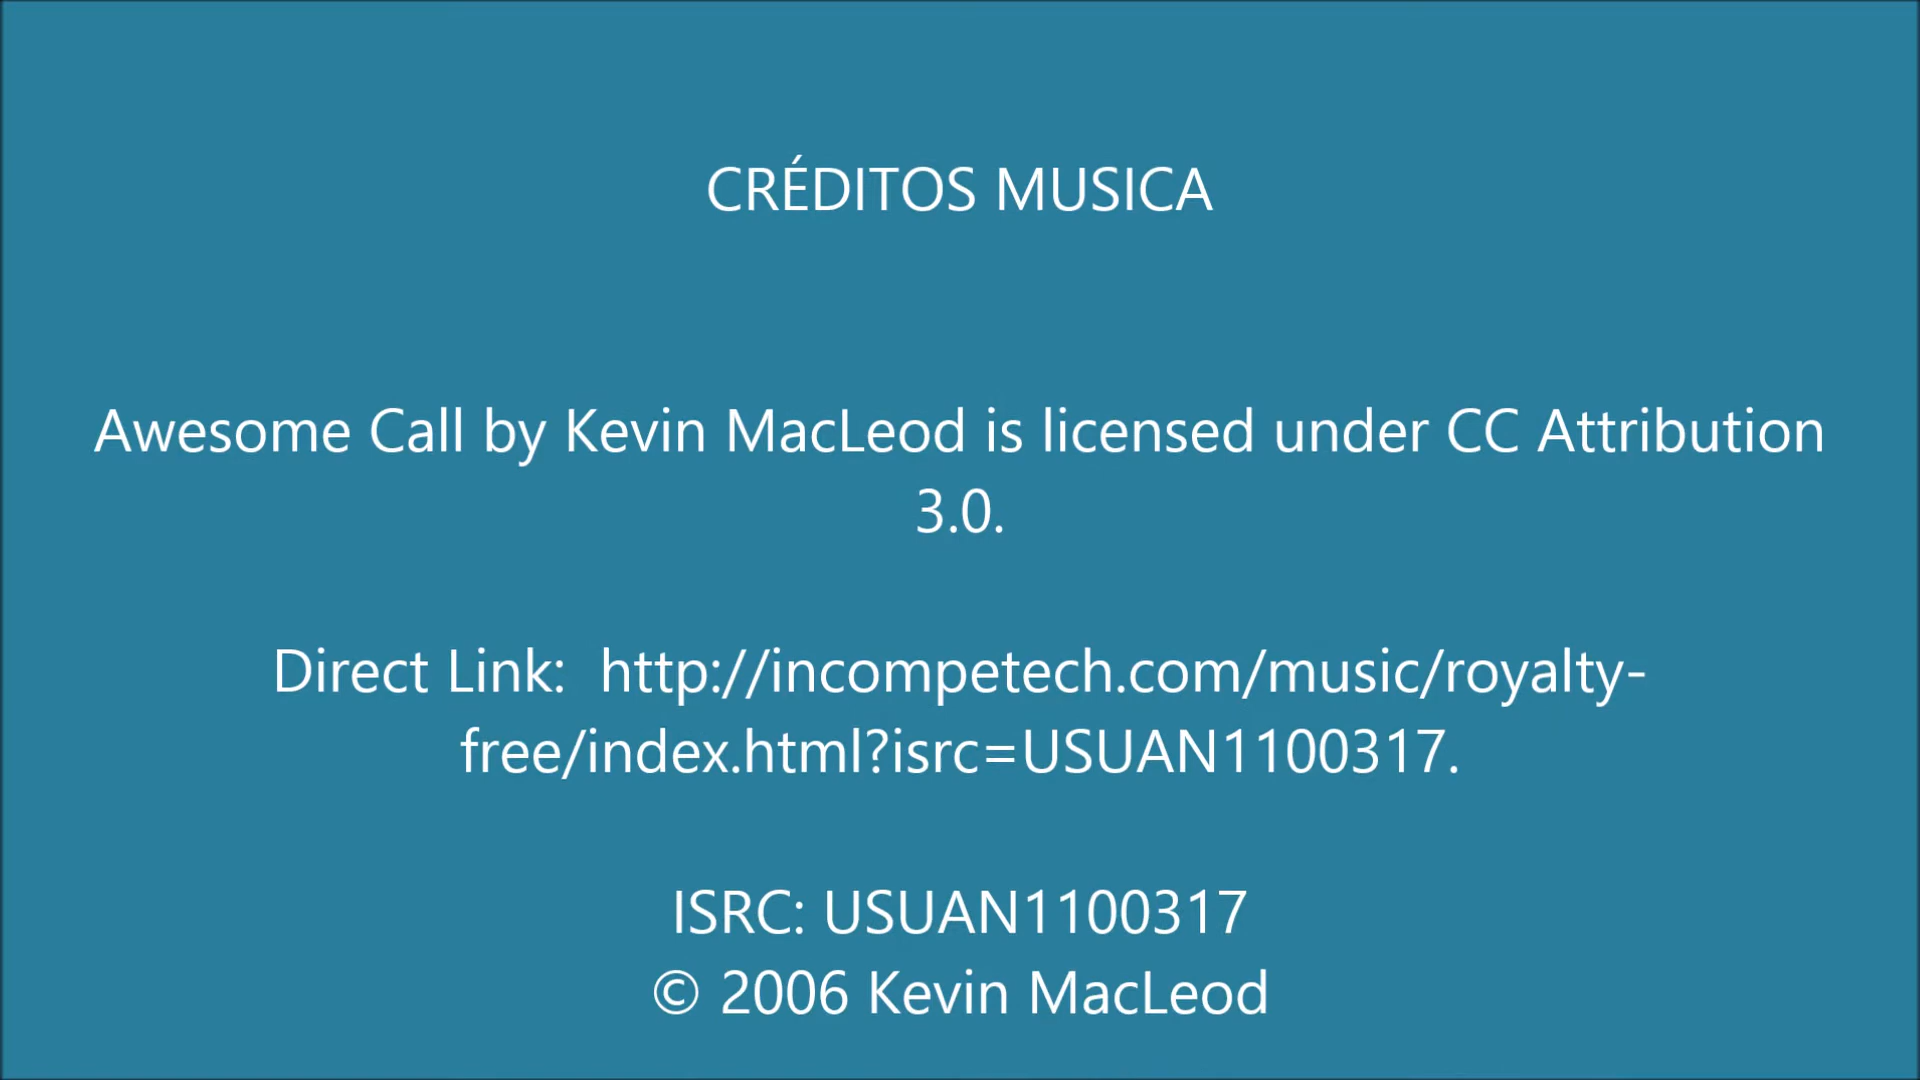 CRÉDITOS MUSICA
Awesome Call by Kevin MacLeod is licensed under CC Attribution
3.0.
Direct Link:  http://incompetech.com/music/royalty-
free/index.html?isrc=USUAN1100317.
ISRC: USUAN1100317
© 2006 Kevin MacLeod